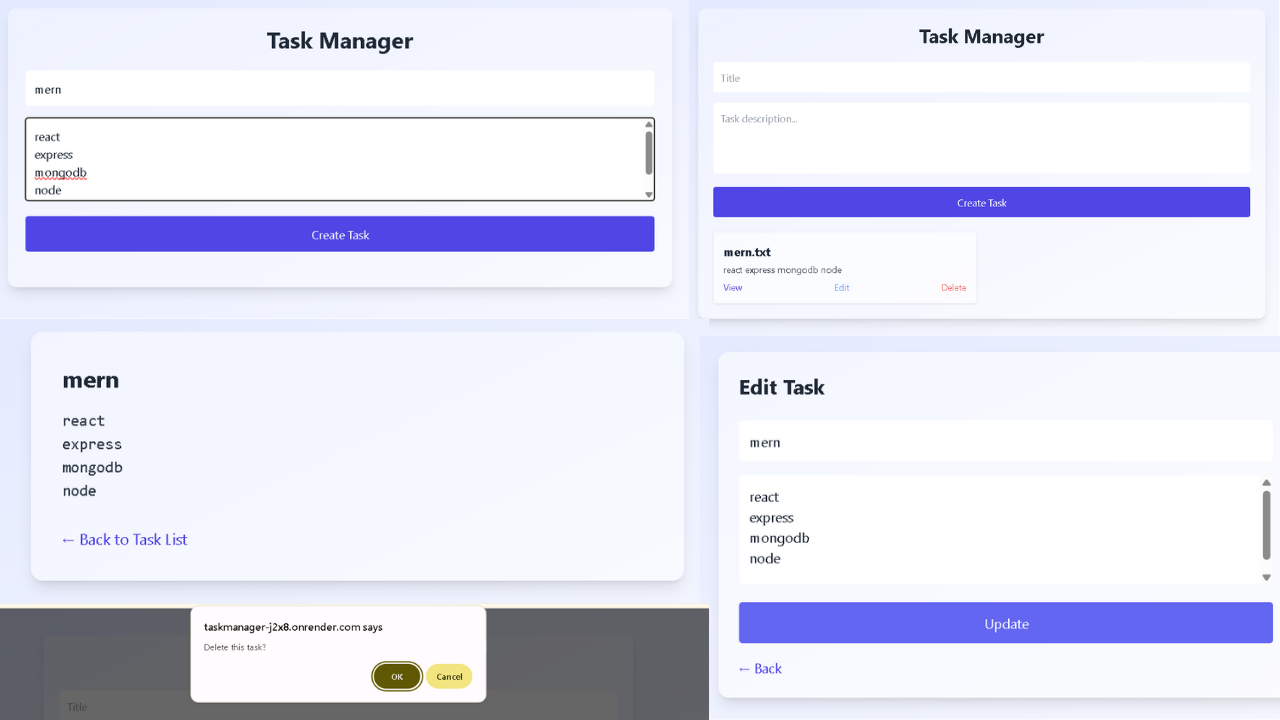 Task Manager
mern
react
express
mongodb
node
Create Task
Task Manager
Title
Task description...
Create Task
mern.txt
react express mongodb node
View Edit Delete
mern
react
express
mongodb
node
← Back to Task List
Edit Task
mern
react
express
mongodb
node
Update
← Back
taskmanager-j2x8.onrender.com says
Delete this task?
OK Cancel
Title